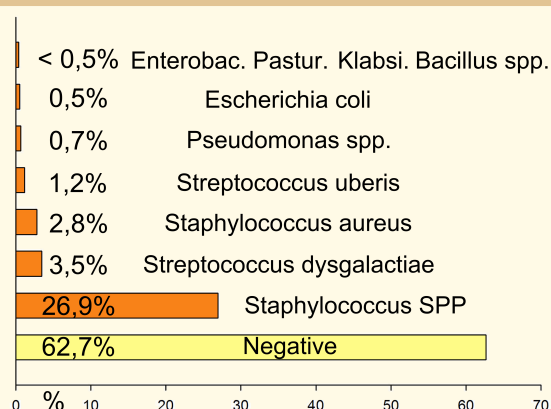 < 0,5% Enterobac. Pastur. Klabsi. Bacillus spp.
0,5% Escherichia coli
0,7% Pseudomonas spp.
1,2% Streptococcus uberis
2,8% Staphylococcus aureus
3,5% Streptococcus dysgalactiae
26,9% Staphylococcus SPP
62,7% Negative
0 % 10 20 30 40 50 60 70